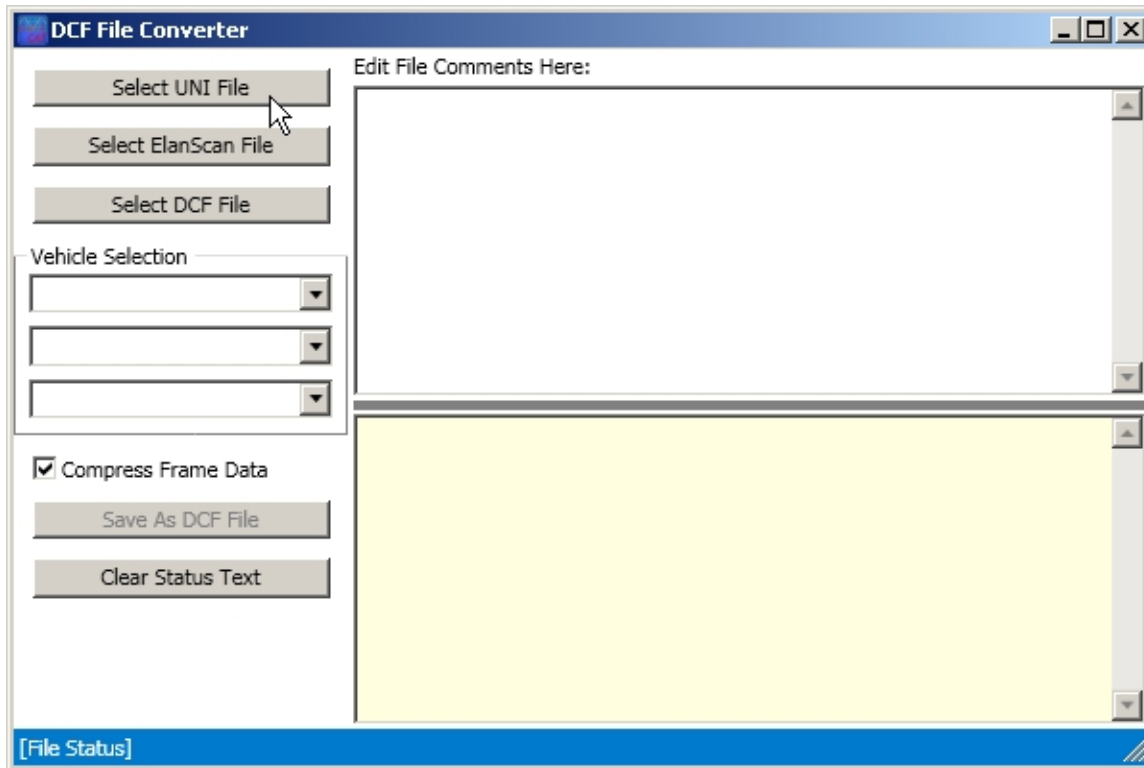 DCF File Converter
Select UNI File
Select ElanScan File
Select DCF File
Vehicle Selection
Compress Frame Data
Save As DCF File
Clear Status Text
Edit File Comments Here:
[File Status]